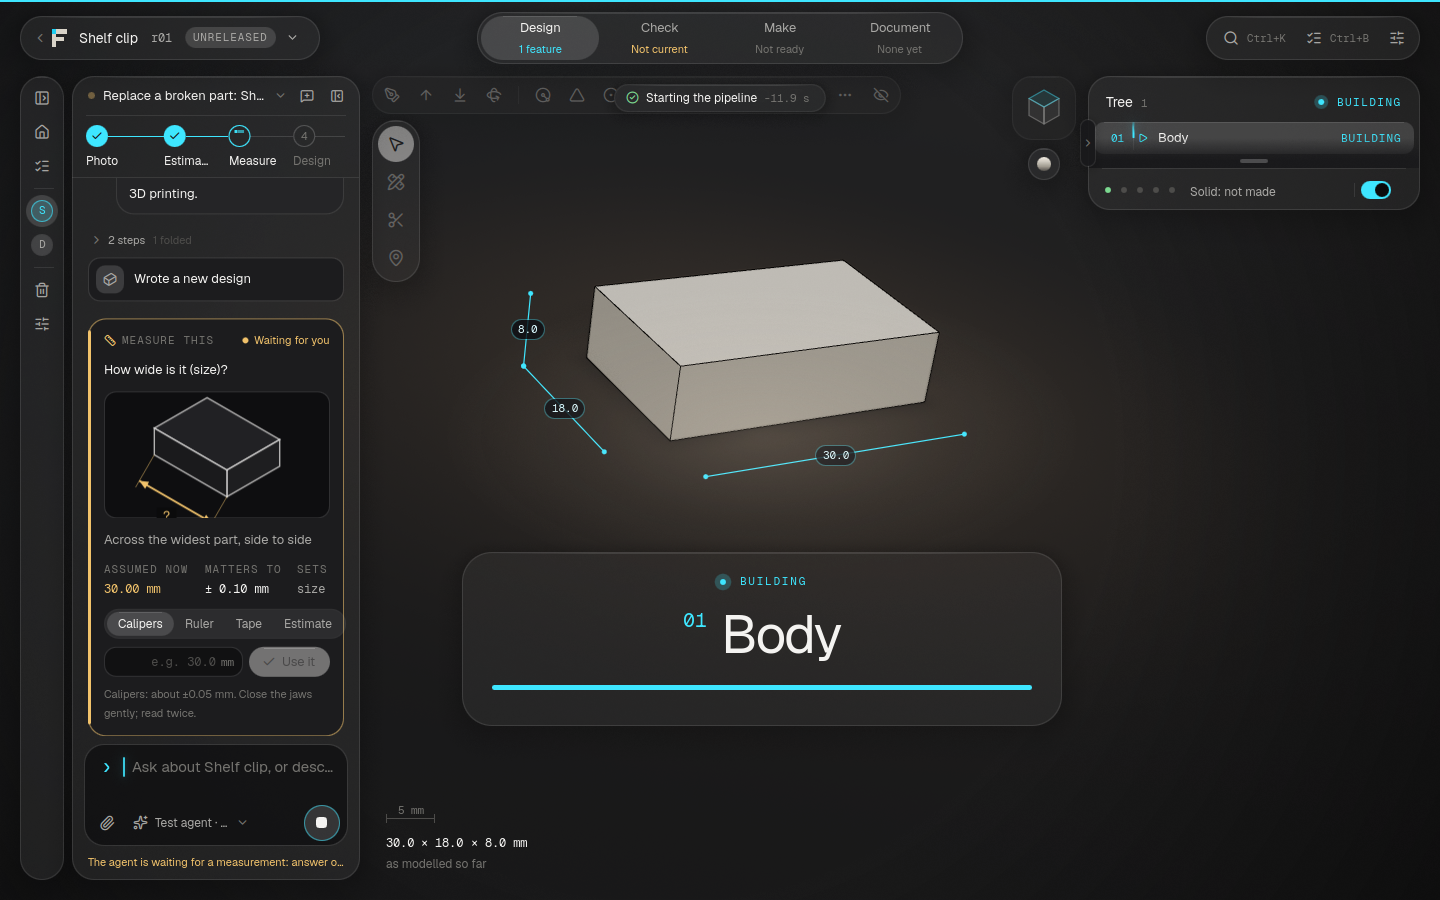 Shelf clip r01 UNRELEASED
Design
1 feature
Check
Not current
Make
Not ready
Document
None yet
Ctrl+K
Ctrl+B
S
D
Replace a broken part: Sh...
4
Photo
Estima...
Measure
Design
3D printing.
2 steps 1 folded
Wrote a new design
MEASURE THIS
Waiting for you
How wide is it (size)?
?
Across the widest part, side to side
ASSUMED NOW MATTERS TO SETS
30.00 mm ± 0.10 mm size
Calipers Ruler Tape Estimate
e.g. 30.0 mm
Use it
Calipers: about ±0.05 mm. Close the jaws
gently; read twice.
Ask about Shelf clip, or desc...
Test agent · ...
The agent is waiting for a measurement: answer o...
Starting the pipeline -11.9 s
8.0
18.0
30.0
BUILDING
01 Body
5 mm
30.0 × 18.0 × 8.0 mm
as modelled so far
Tree 1
BUILDING
01 Body BUILDING
Solid: not made